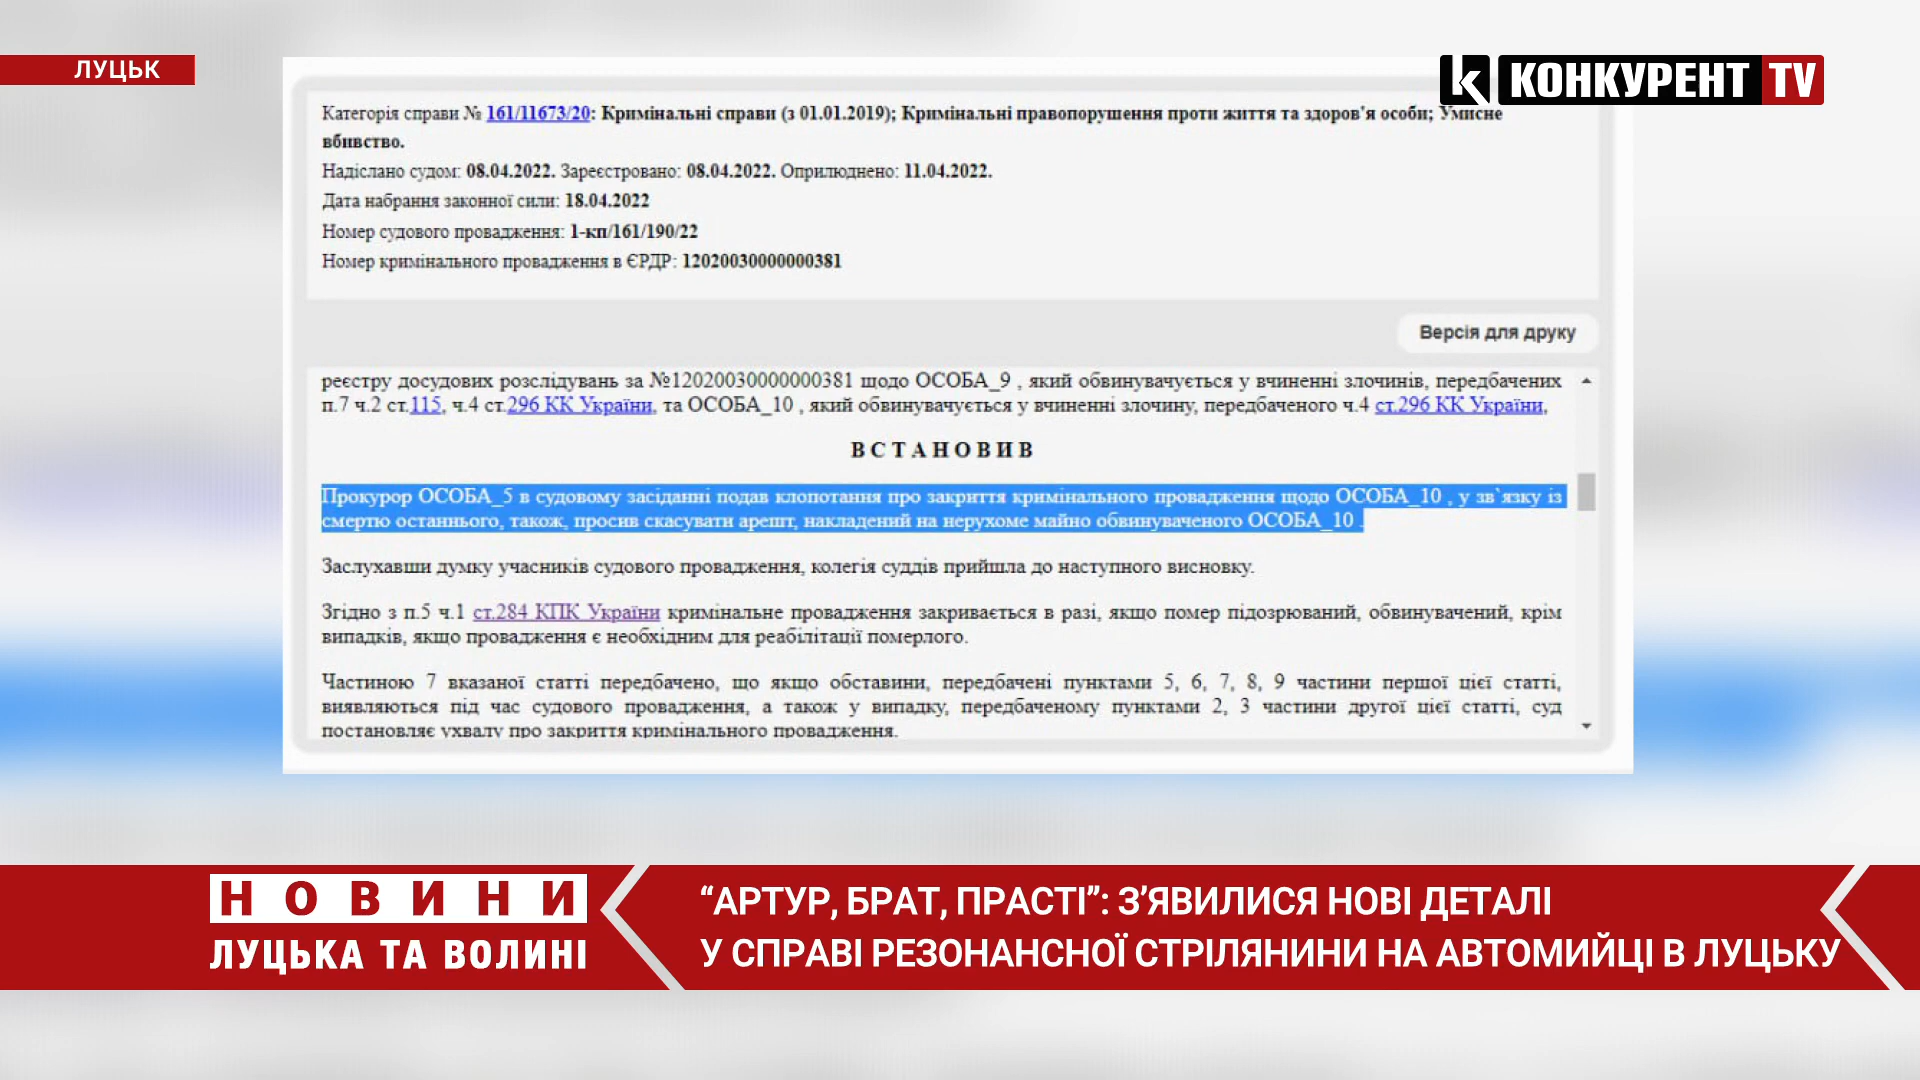 ЛУЦЬК
КОНКУРЕНТ TV
Категорія справи № 161/11673/20: Кримінальні справи (з 01.01.2019); Кримінальні правопорушення проти життя та здоров'я особи; Умисне
вбивство.
Надіслано судом: 08.04.2022. Зареєстровано: 08.04.2022. Оприлюднено: 11.04.2022.
Дата набрання законної сили: 18.04.2022
Номер судового провадження: 1-кп/161/190/22
Номер кримінального провадження в ЄРДР: 12020030000000381
Версія для друку
реєстру досудових розслідувань за №12020030000000381 щодо ОСОБА_9 , який обвинувачується у вчиненні злочинів, передбачених
п.7 ч.2 ст.115, ч.4 ст.296 КК України, та ОСОБА_10 , який обвинувачується у вчиненні злочину, передбаченого ч.4 ст.296 КК України,
В С Т А Н О В И В
Прокурор ОСОБА_5 в судовому засіданні подав клопотання про закриття кримінального провадження щодо ОСОБА_10 , у зв`язку із
смертю останнього, також, просив скасувати арешт, накладений на нерухоме майно обвинуваченого ОСОБА_10 .
Заслухавши думку учасників судового провадження, колегія суддів прийшла до наступного висновку.
Згідно з п.5 ч.1 ст.284 КПК України кримінальне провадження закривається в разі, якщо помер підозрюваний, обвинувачений, крім
випадків, якщо провадження є необхідним для реабілітації померлого.
Частиною 7 вказаної статті передбачено, що якщо обставини, передбачені пунктами 5, 6, 7, 8, 9 частини першої цієї статті,
виявляються під час судового провадження, а також у випадку, передбаченому пунктами 2, 3 частини другої цієї статті, суд
постановляє ухвалу про закриття кримінального провадження.
НОВИНИ
ЛУЦЬКА ТА ВОЛИНІ
“АРТУР, БРАТ, ПРАСТІ”: З’ЯВИЛИСЯ НОВІ ДЕТАЛІ
У СПРАВІ РЕЗОНАНСНОЇ СТРІЛЯНИНИ НА АВТОМИЙЦІ В ЛУЦЬКУ